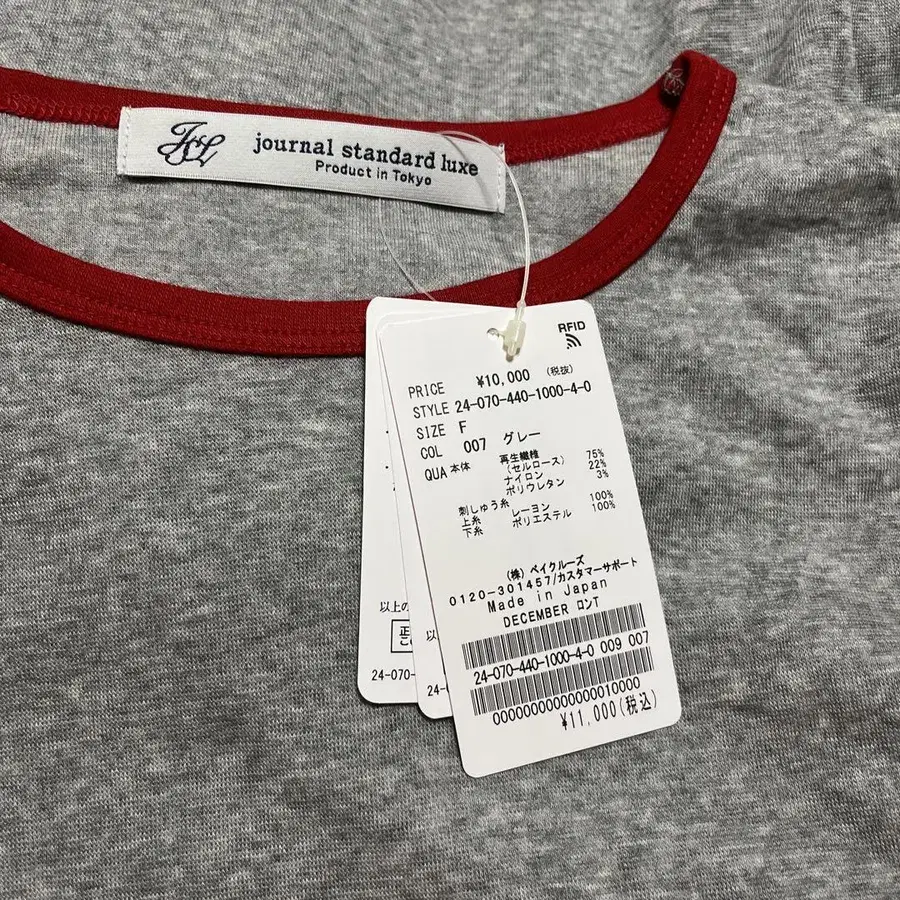 JSL
journal standard luxe
Product in Tokyo
RFID
PRICE ¥10,000 (税抜)
STYLE 24-070-440-1000-4-0
SIZE F
COL 007 グレー
QUA 本体 再生繊維 75%
(セルロース)
ナイロン 22%
ポリウレタン 3%
刺しゅう糸
上糸 レーヨン 100%
下糸 ポリエステル 100%
(株) ベイクルーズ
0120-301457/カスタマーサポート
Made in Japan
DECEMBER ロンT
24-070-440-1000-4-0 009 007
00000000000000010000
¥11,000(税込)
以上の
24-070
以
24-0